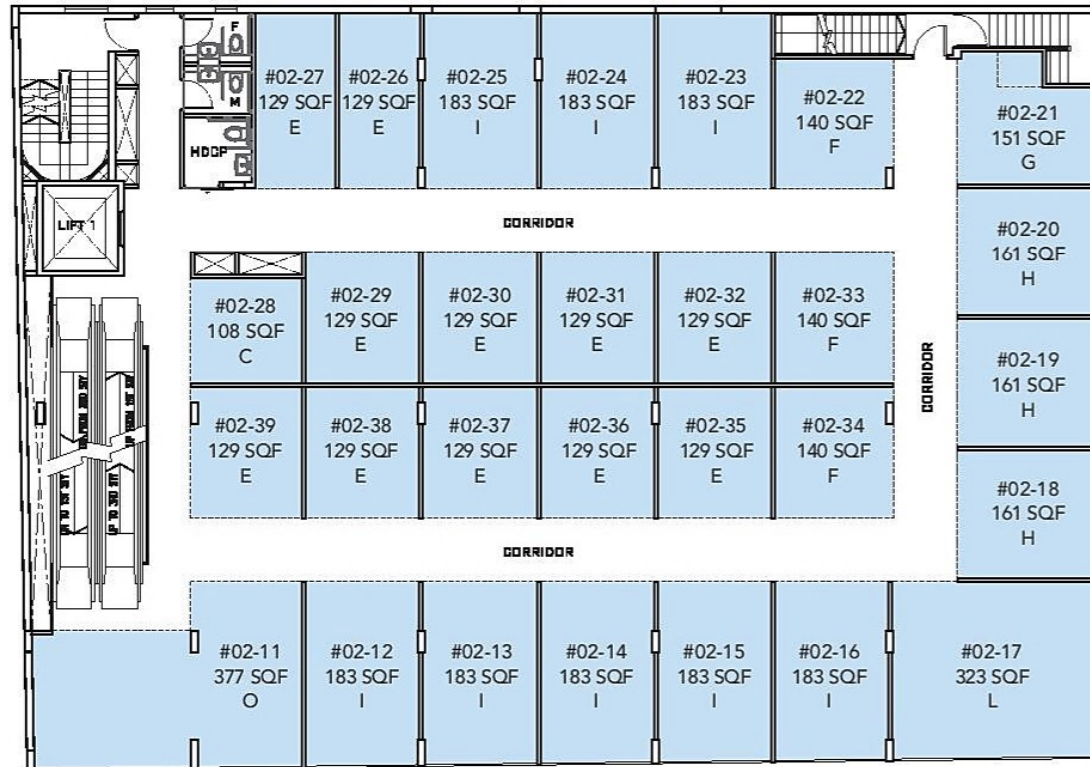 F
M
HDCP
LIFT 1
#02-27
129 SQF
E
#02-26
129 SQF
E
#02-25
183 SQF
I
#02-24
183 SQF
I
#02-23
183 SQF
I
#02-22
140 SQF
F
#02-21
151 SQF
G
CORRIDOR
#02-20
161 SQF
H
#02-28
108 SQF
C
#02-29
129 SQF
E
#02-30
129 SQF
E
#02-31
129 SQF
E
#02-32
129 SQF
E
#02-33
140 SQF
F
CORRIDOR
#02-19
161 SQF
H
#02-39
129 SQF
E
#02-38
129 SQF
E
#02-37
129 SQF
E
#02-36
129 SQF
E
#02-35
129 SQF
E
#02-34
140 SQF
F
#02-18
161 SQF
H
UP TO 3RD STY
CORRIDOR
#02-11
377 SQF
O
#02-12
183 SQF
I
#02-13
183 SQF
I
#02-14
183 SQF
I
#02-15
183 SQF
I
#02-16
183 SQF
I
#02-17
323 SQF
L